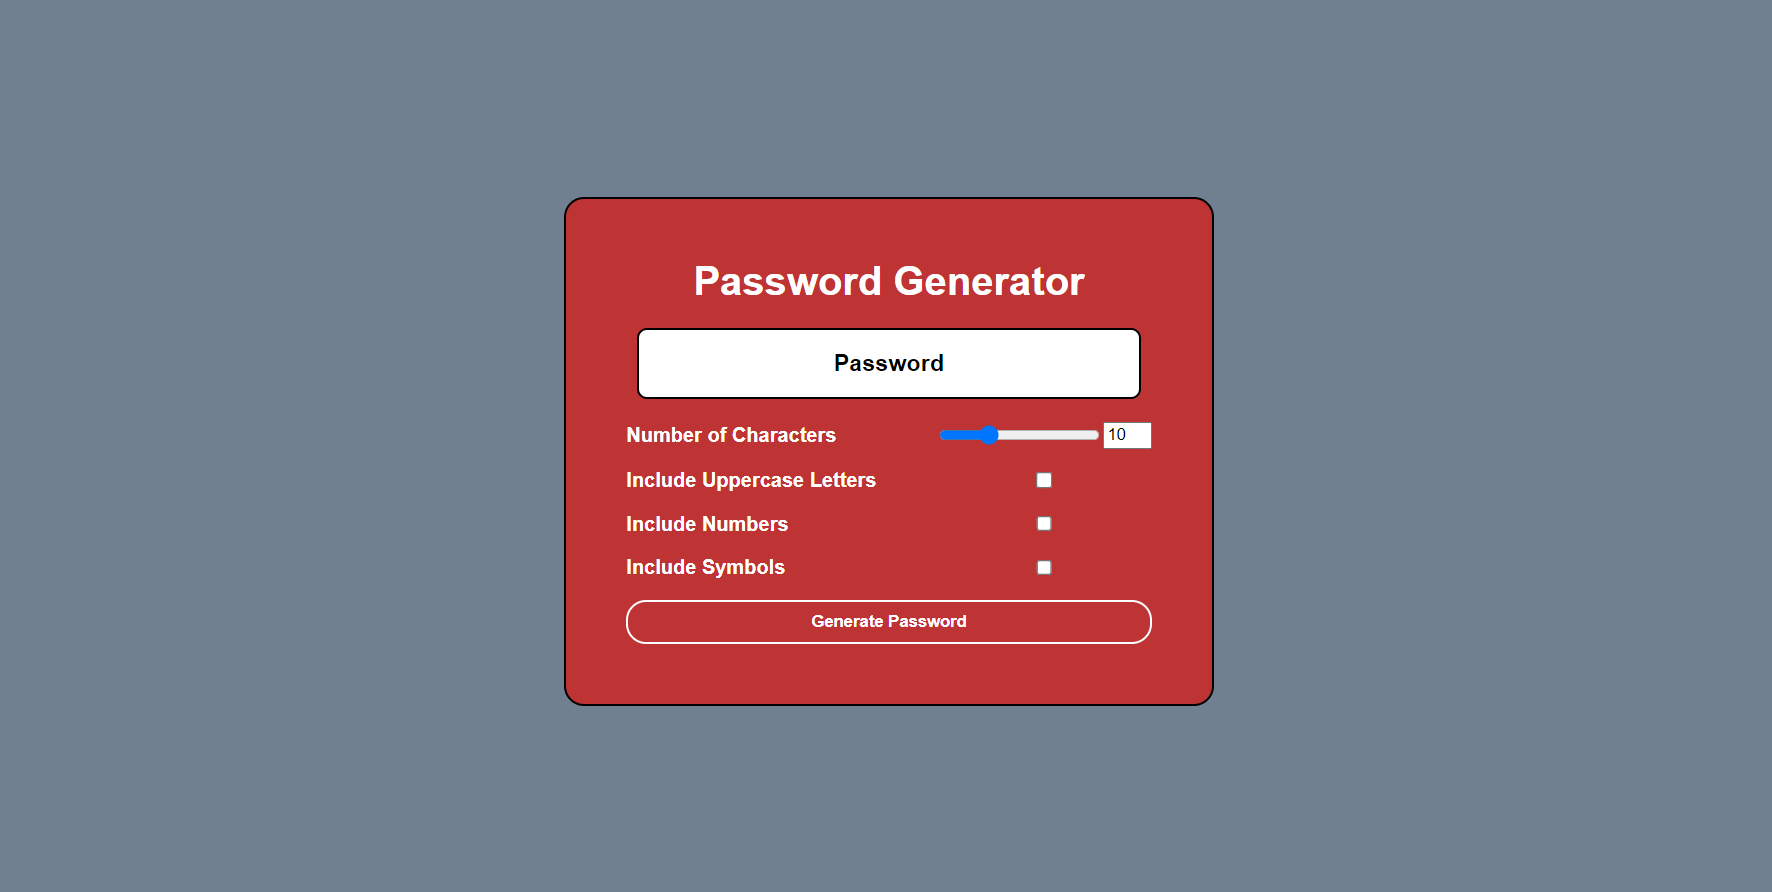 Password Generator
Password
Number of Characters 10
Include Uppercase Letters
Include Numbers
Include Symbols
Generate Password